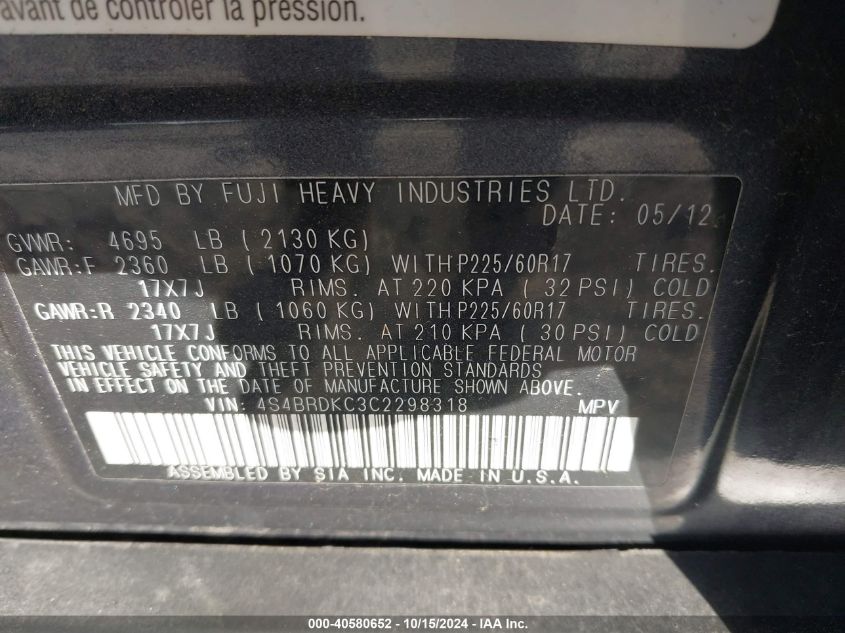 avant de contrôler la pression.
MFD BY FUJI HEAVY INDUSTRIES LTD.
DATE: 05/12
GVWR: 4695 LB ( 2130 KG)
GAWR:F 2360 LB ( 1070 KG) WITH P225/60R17 TIRES.
17X7J RIMS. AT 220 KPA ( 32 PSI) COLD
GAWR:R 2340 LB ( 1060 KG) WITH P225/60R17 TIRES.
17X7J RIMS. AT 210 KPA ( 30 PSI) COLD
THIS VEHICLE CONFORMS TO ALL APPLICABLE FEDERAL MOTOR
VEHICLE SAFETY AND THEFT PREVENTION STANDARDS
IN EFFECT ON THE DATE OF MANUFACTURE SHOWN ABOVE.
VIN: 4S4BRDKC3C2298318 MPV
ASSEMBLED BY SIA INC. MADE IN U.S.A.
000-40580652 - 10/15/2024 - IAA Inc.